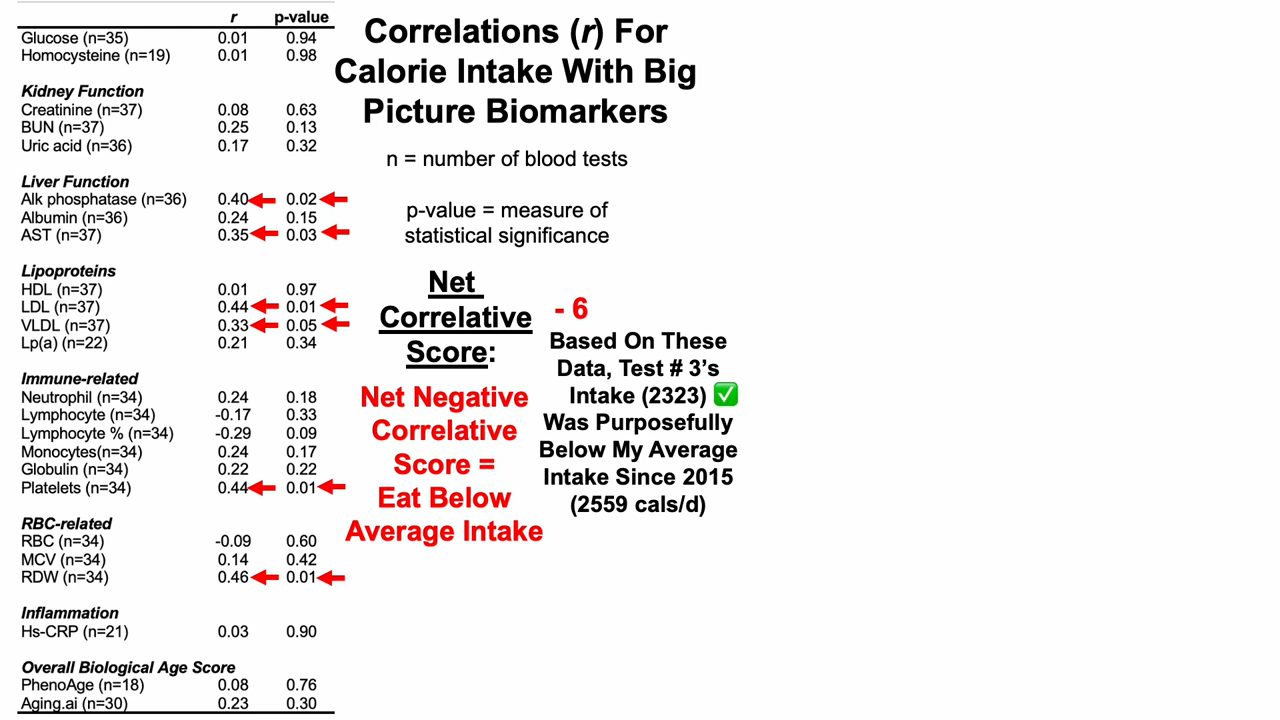 r p-value
Glucose (n=35) 0.01 0.94
Homocysteine (n=19) 0.01 0.98
Kidney Function
Creatinine (n=37) 0.08 0.63
BUN (n=37) 0.25 0.13
Uric acid (n=36) 0.17 0.32
Liver Function
Alk phosphatase (n=36) 0.40 0.02
Albumin (n=36) 0.24 0.15
AST (n=37) 0.35 0.03
Lipoproteins
HDL (n=37) 0.01 0.97
LDL (n=37) 0.44 0.01
VLDL (n=37) 0.33 0.05
Lp(a) (n=22) 0.21 0.34
Immune-related
Neutrophil (n=34) 0.24 0.18
Lymphocyte (n=34) -0.17 0.33
Lymphocyte % (n=34) -0.29 0.09
Monocytes(n=34) 0.24 0.17
Globulin (n=34) 0.22 0.22
Platelets (n=34) 0.44 0.01
RBC-related
RBC (n=34) -0.09 0.60
MCV (n=34) 0.14 0.42
RDW (n=34) 0.46 0.01
Inflammation
Hs-CRP (n=21) 0.03 0.90
Overall Biological Age Score
PhenoAge (n=18) 0.08 0.76
Aging.ai (n=30) 0.23 0.30
Correlations (r) For
Calorie Intake With Big
Picture Biomarkers
n = number of blood tests
p-value = measure of
statistical significance
Net
Correlative
Score:
Net Negative
Correlative
Score =
Eat Below
Average Intake
- 6
Based On These
Data, Test # 3’s
Intake (2323) ✅
Was Purposefully
Below My Average
Intake Since 2015
(2559 cals/d)